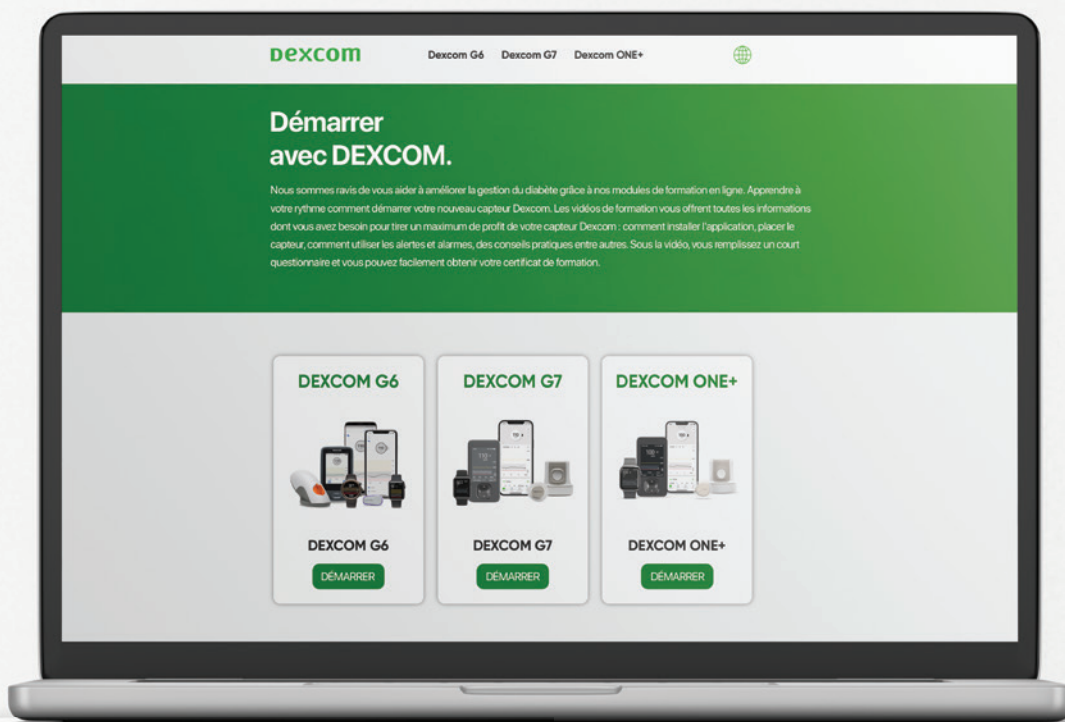 Dexcom
Dexcom G6 Dexcom G7 Dexcom ONE+
Démarrer
avec DEXCOM.
Nous sommes ravis de vous aider à améliorer la gestion du diabète grâce à nos modules de formation en ligne. Apprendre à
votre rythme comment démarrer votre nouveau capteur Dexcom. Les vidéos de formation vous offrent toutes les informations
dont vous avez besoin pour tirer un maximum de profit de votre capteur Dexcom : comment installer l'application, placer le
capteur, comment utiliser les alertes et alarmes, des conseils pratiques entre autres. Sous la vidéo, vous remplissez un court
questionnaire et vous pouvez facilement obtenir votre certificat de formation.
DEXCOM G6
DEXCOM G6
DÉMARRER
DEXCOM G7
DEXCOM G7
DÉMARRER
DEXCOM ONE+
DEXCOM ONE+
DÉMARRER